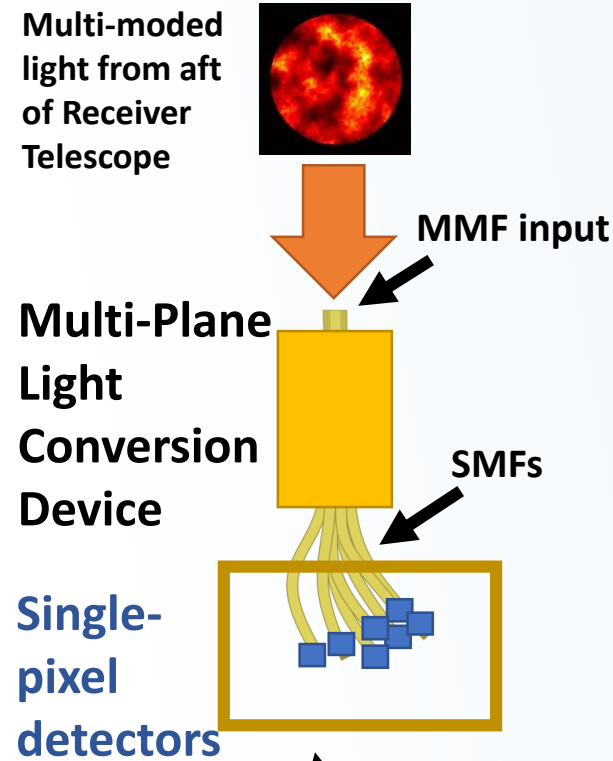 Multi-moded
light from aft
of Receiver
Telescope
MMF input
Multi-Plane
Light
Conversion
Device
SMFs
Single-
pixel
detectors